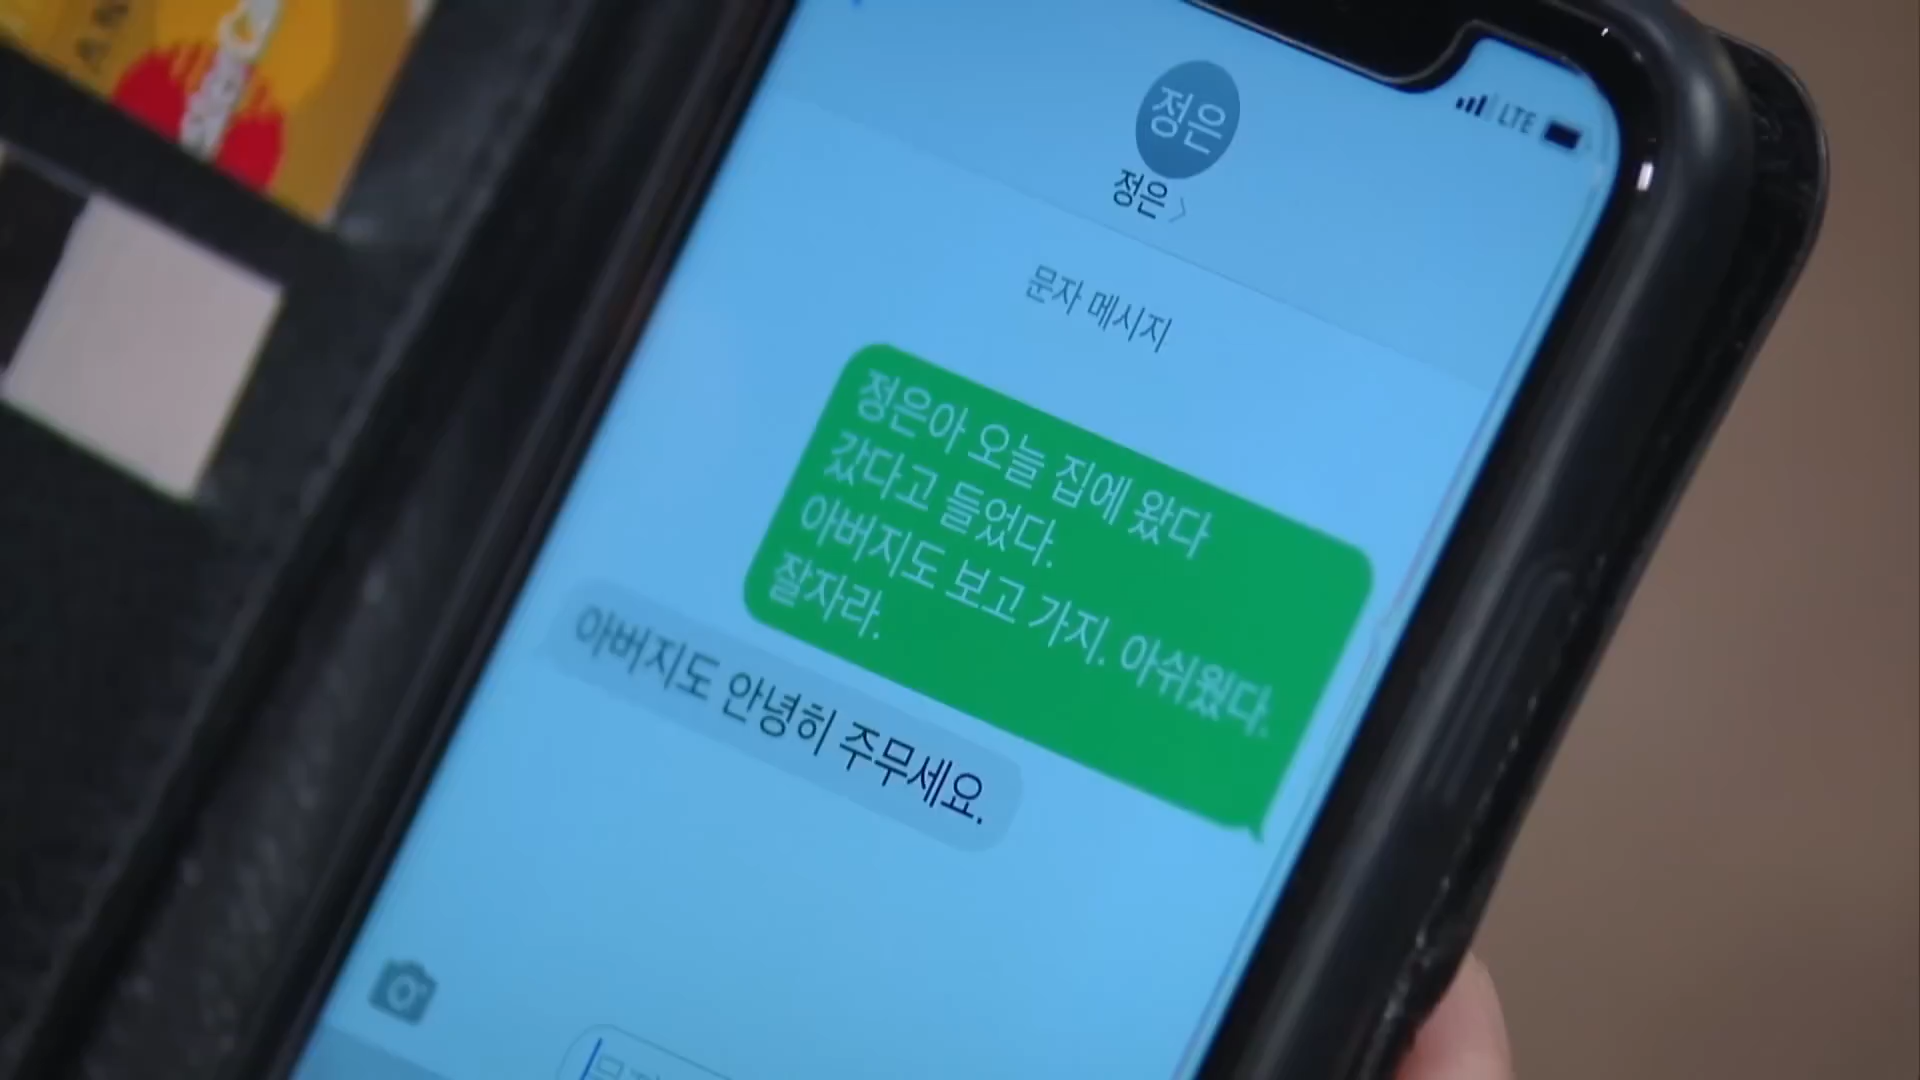 정은
LTE
정은
문자 메시지
정은아 오늘 집에 왔다
갔다고 들었다.
아버지도 보고 가지. 아쉬웠다.
잘자라.
아버지도 안녕히 주무세요.